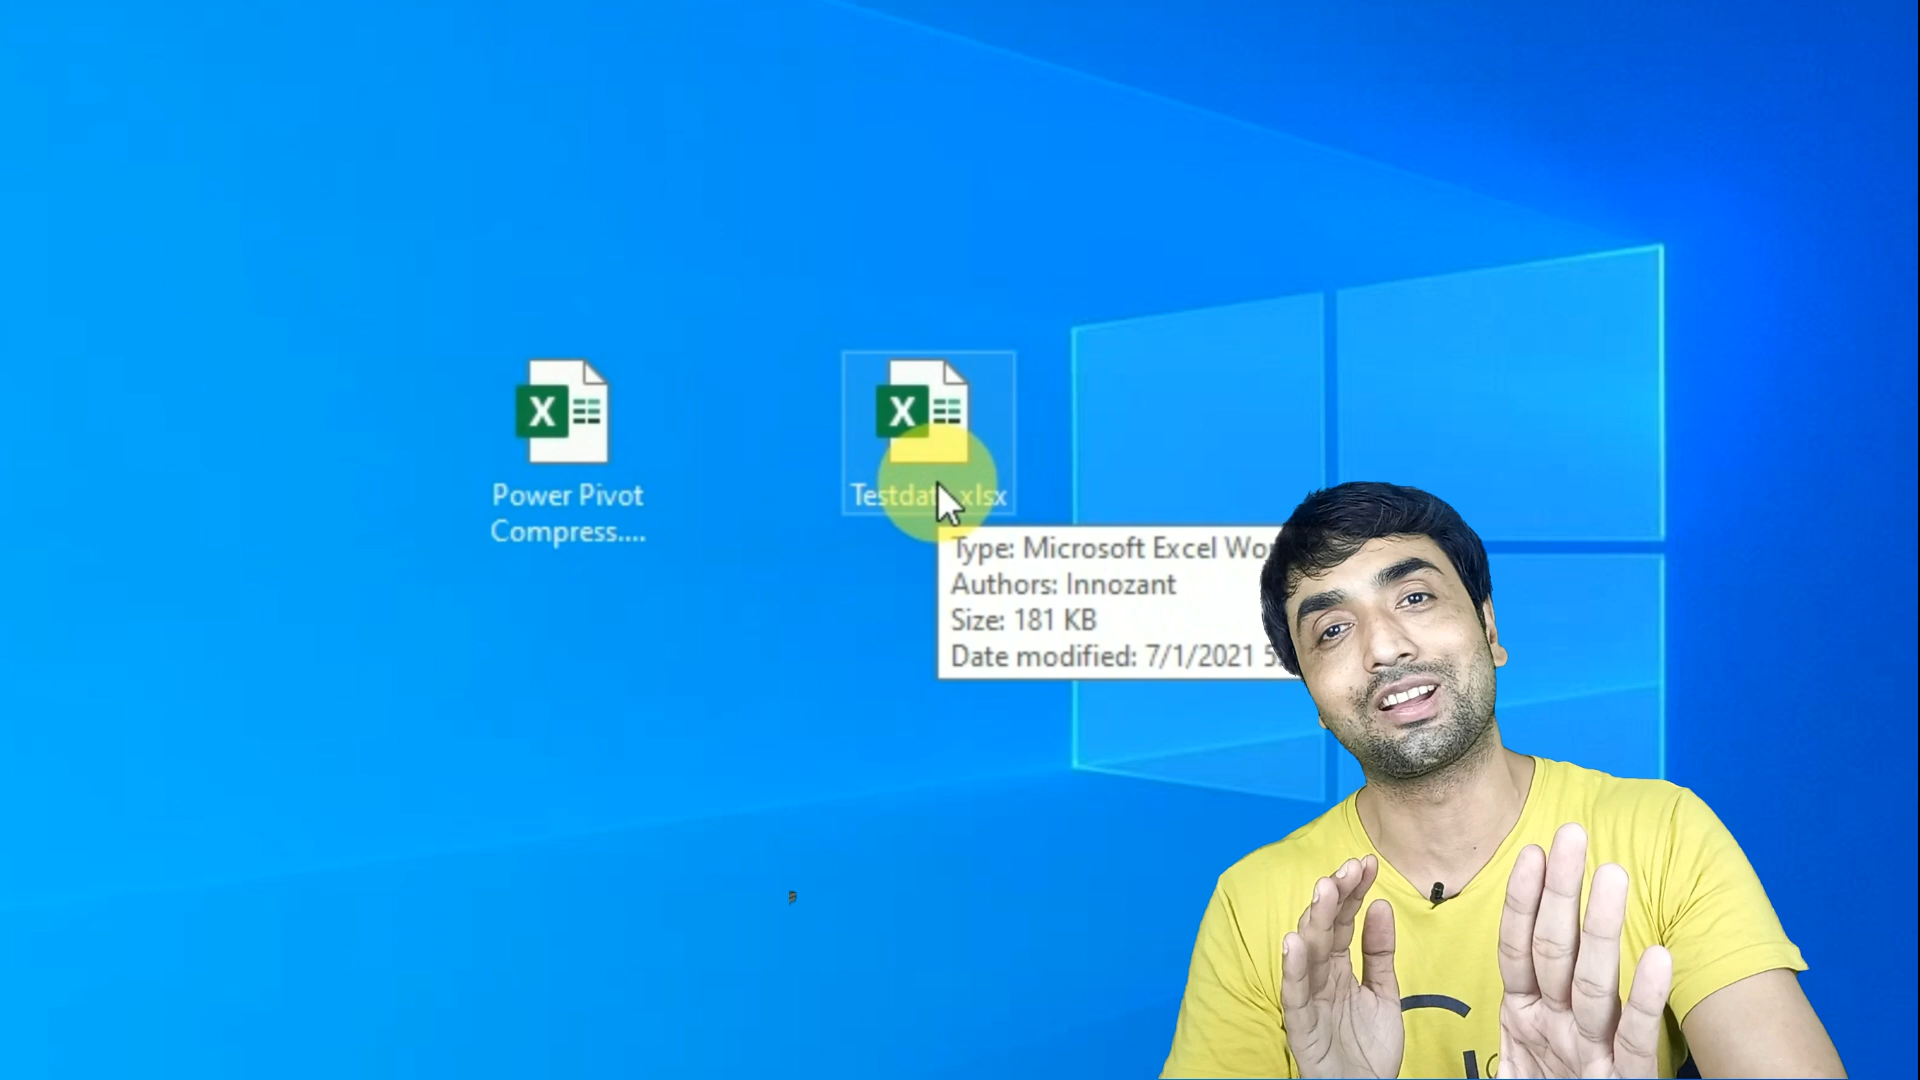 X
X
Power Pivot
Compress....
Testdat .xlsx
Type: Microsoft Excel Wor
Authors: Innozant
Size: 181 KB
Date modified: 7/1/2021 5: